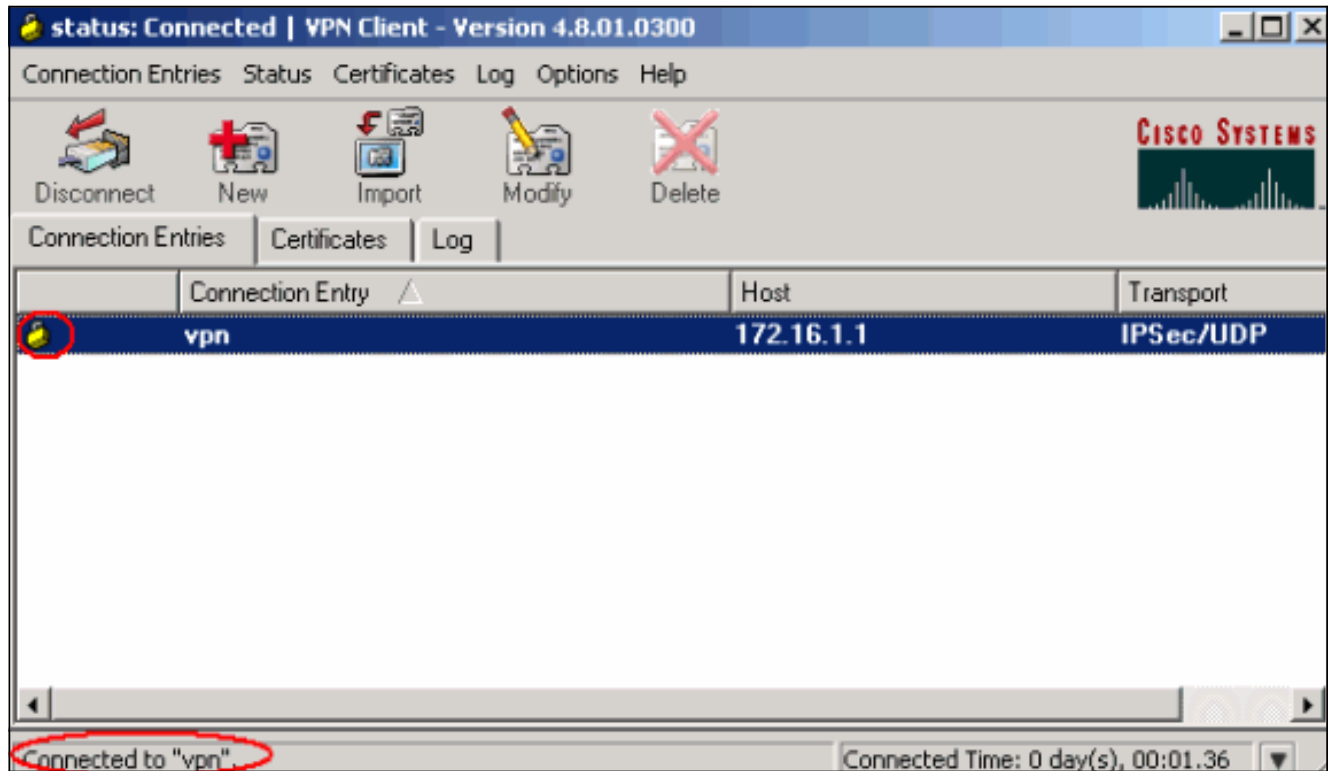 status: Connected | VPN Client - Version 4.8.01.0300
Connection Entries Status Certificates Log Options Help
Disconnect New Import Modify Delete
CISCO SYSTEMS
Connection Entries Certificates Log
Connection Entry Host Transport
vpn 172.16.1.1 IPSec/UDP
Connected to "vpn". Connected Time: 0 day(s), 00:01.36